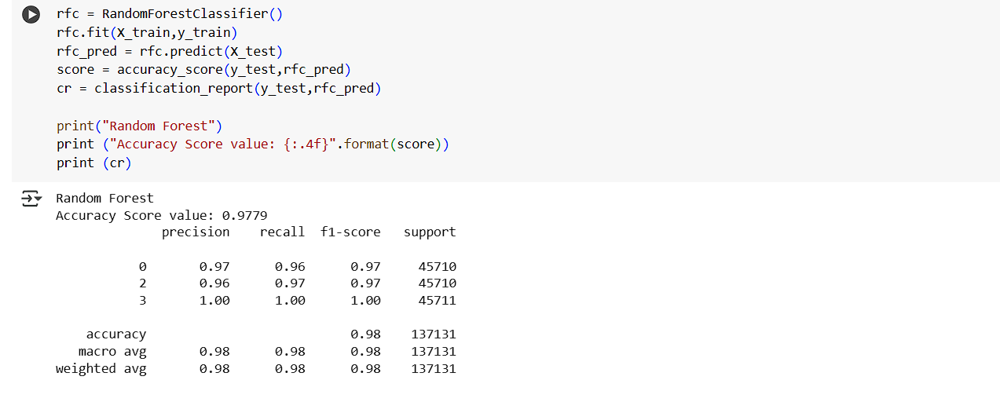 rfc = RandomForestClassifier()
rfc.fit(X_train,y_train)
rfc_pred = rfc.predict(X_test)
score = accuracy_score(y_test,rfc_pred)
cr = classification_report(y_test,rfc_pred)

print("Random Forest")
print ("Accuracy Score value: {:.4f}".format(score))
print (cr)

Random Forest
Accuracy Score value: 0.9779
              precision    recall  f1-score   support

           0       0.97      0.96      0.97     45710
           2       0.96      0.97      0.97     45710
           3       1.00      1.00      1.00     45711

    accuracy                           0.98    137131
   macro avg       0.98      0.98      0.98    137131
weighted avg       0.98      0.98      0.98    137131